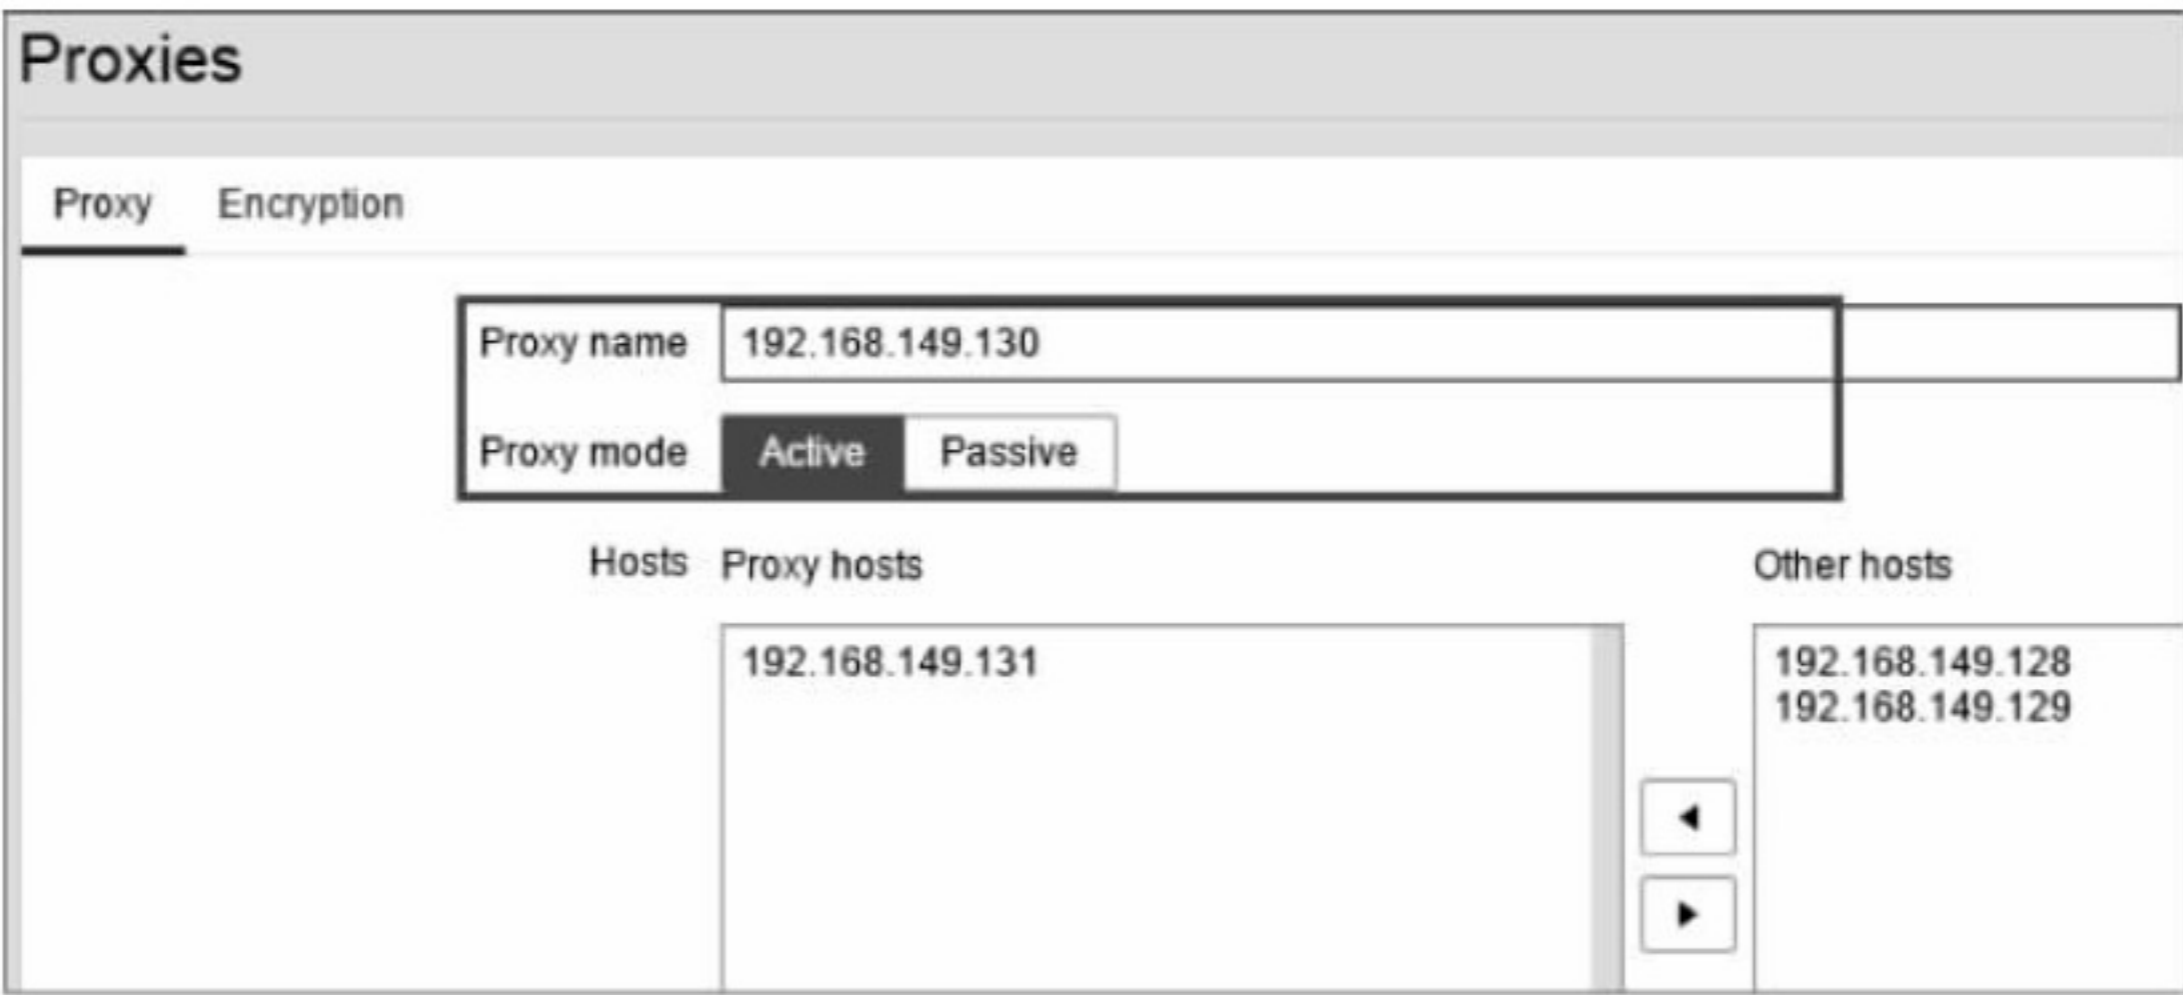 Proxies
Proxy Encryption
Proxy name 192.168.149.130
Proxy mode Active Passive
Hosts Proxy hosts Other hosts
192.168.149.131 192.168.149.128
192.168.149.129